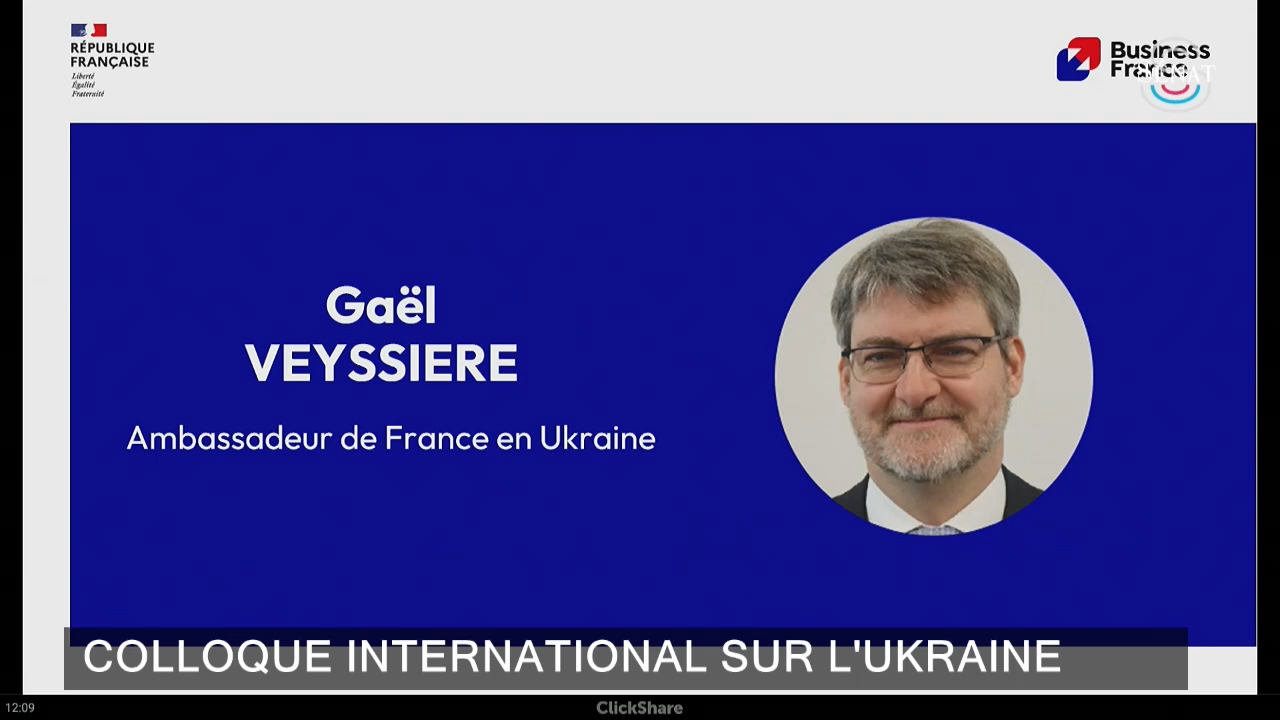 RÉPUBLIQUE
FRANÇAISE
Liberté
Égalité
Fraternité
Business
France
SÉNAT
Gaël
VEYSSIERE
Ambassadeur de France en Ukraine
COLLOQUE INTERNATIONAL SUR L'UKRAINE
12:09
ClickShare